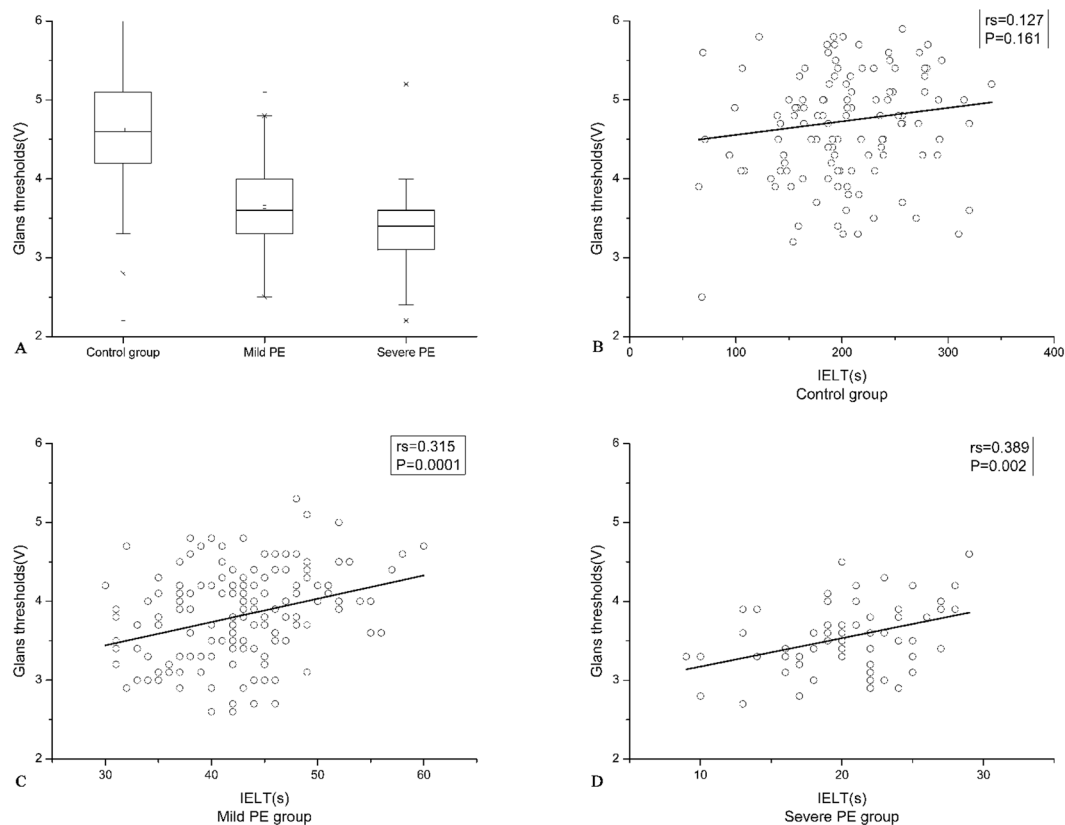 6
5
4
3
2
Glans thresholds(V)
Control group
Mild PE
Severe PE
A
rs=0.127
P=0.161
6
5
4
3
2
Glans thresholds(V)
0
100
200
300
400
IELT(s)
Control group
B
rs=0.315
P=0.0001
6
5
4
3
2
Glans thresholds(V)
30
40
50
60
IELT(s)
Mild PE group
C
rs=0.389
P=0.002
6
5
4
3
2
Glans thresholds(V)
10
20
30
IELT(s)
Severe PE group
D